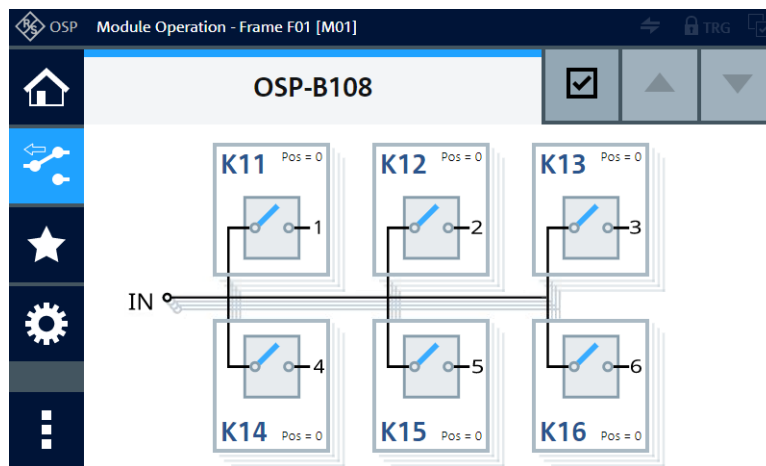 R&S OSP Module Operation - Frame F01 [M01] TRG
OSP-B108
K11 Pos = 0 K12 Pos = 0 K13 Pos = 0
1 2 3
IN
4 5 6
K14 Pos = 0 K15 Pos = 0 K16 Pos = 0